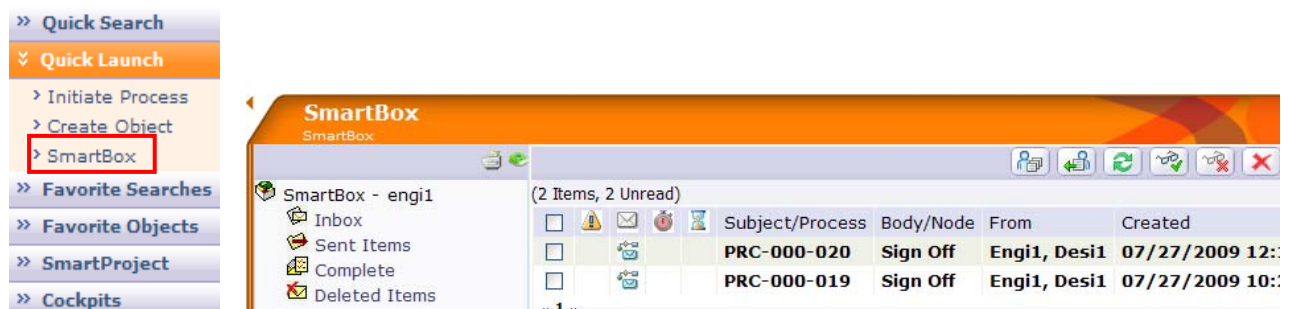 » Quick Search
Quick Launch
› Initiate Process
› Create Object
› SmartBox
» Favorite Searches
» Favorite Objects
» SmartProject
» Cockpits
SmartBox
SmartBox
SmartBox - engi1
Inbox
Sent Items
Complete
Deleted Items
(2 Items, 2 Unread)
Subject/Process Body/Node From Created
PRC-000-020 Sign Off Engi1, Desi1 07/27/2009 12:
PRC-000-019 Sign Off Engi1, Desi1 07/27/2009 10: